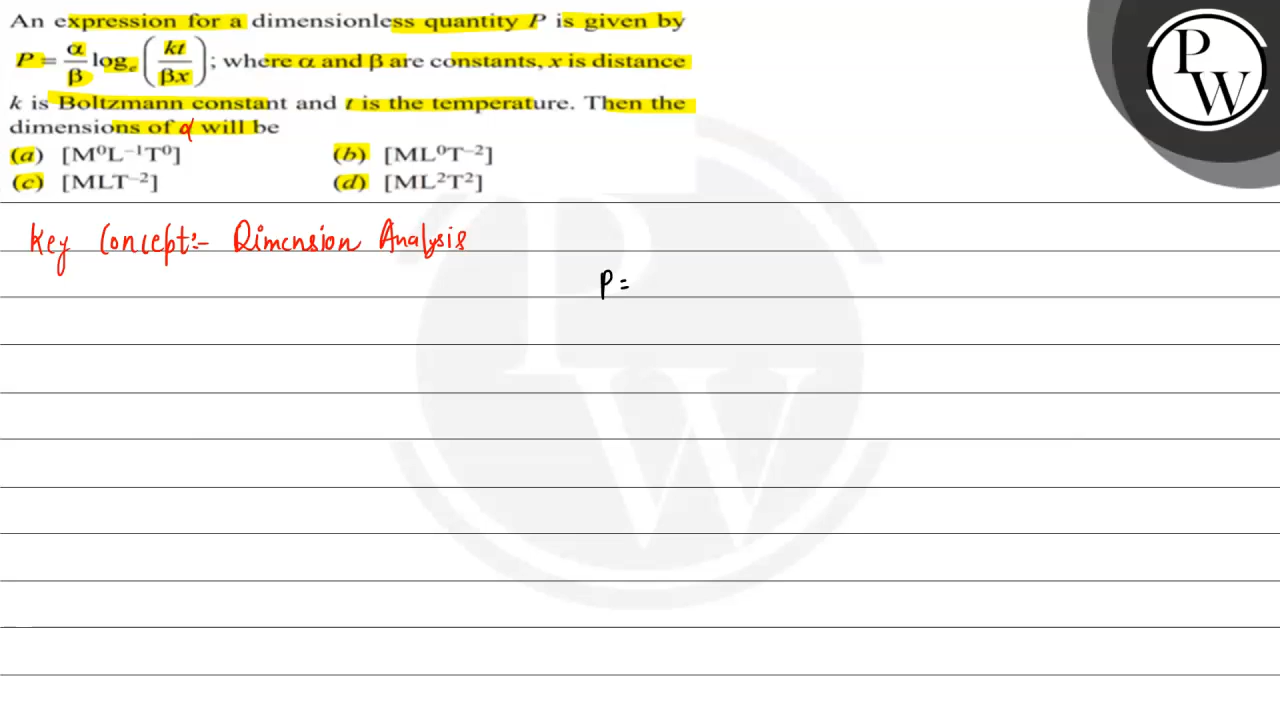 An expression for a dimensionless quantity P is given by
P = α/β logₑ (kt/βx); where α and β are constants, x is distance
k is Boltzmann constant and t is the temperature. Then the
dimensions of α will be
(a) [M⁰L⁻¹T⁰] (b) [ML⁰T⁻²]
(c) [MLT⁻²] (d) [ML²T²]
Key Concept:- Dimension Analysis
P =
P
W
P
W